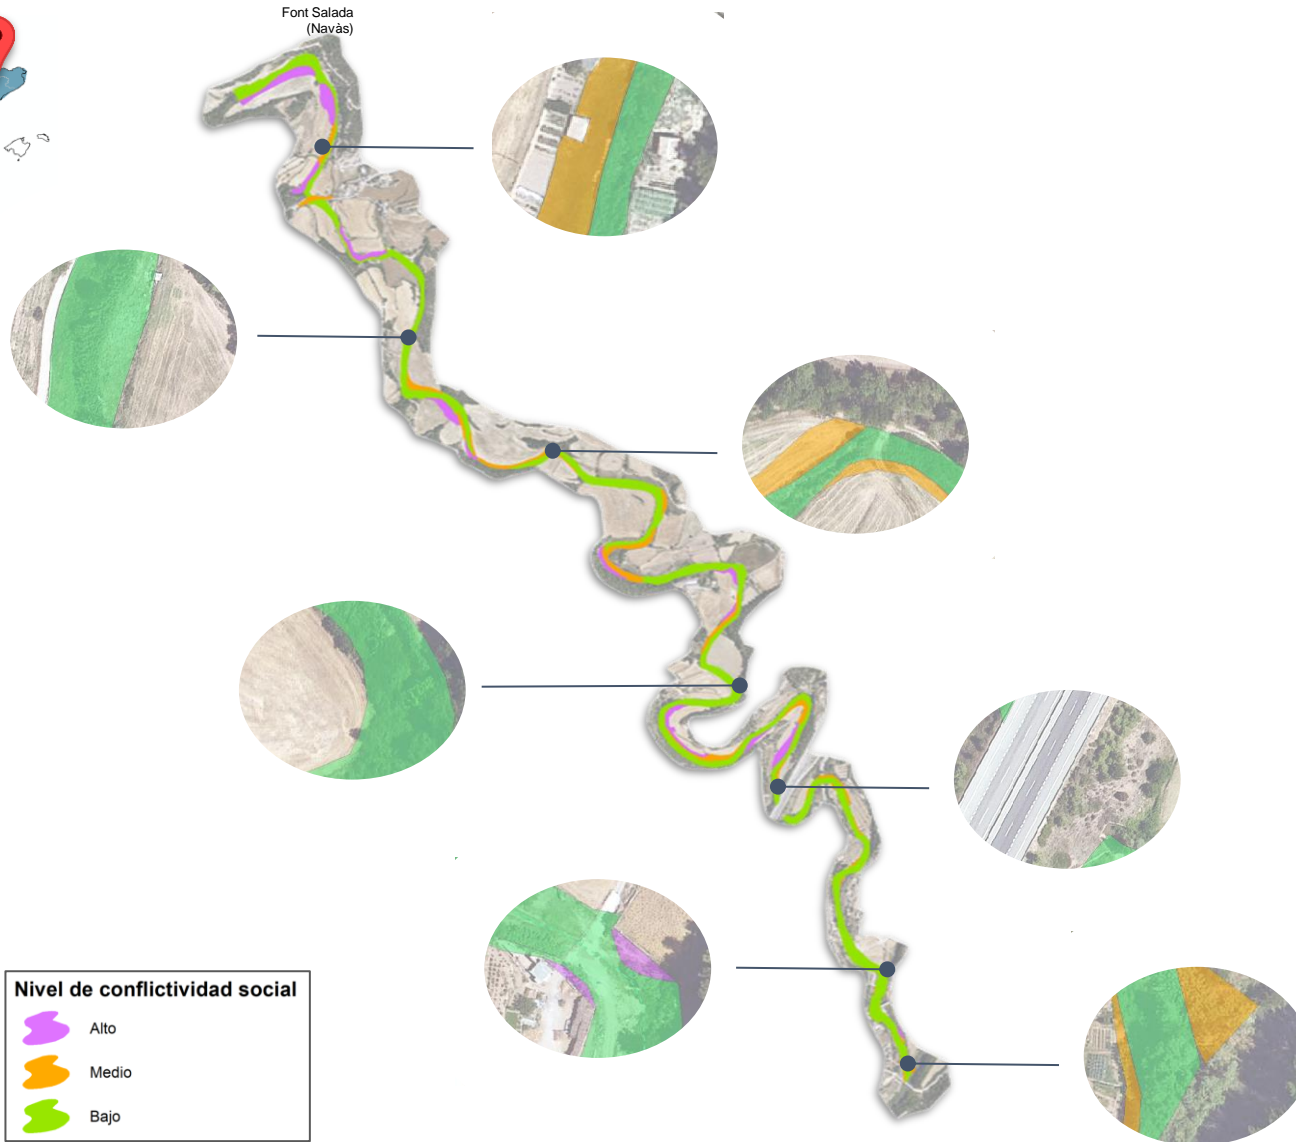 Font Salada
(Navàs)
Nivel de conflictividad social
Alto
Medio
Bajo